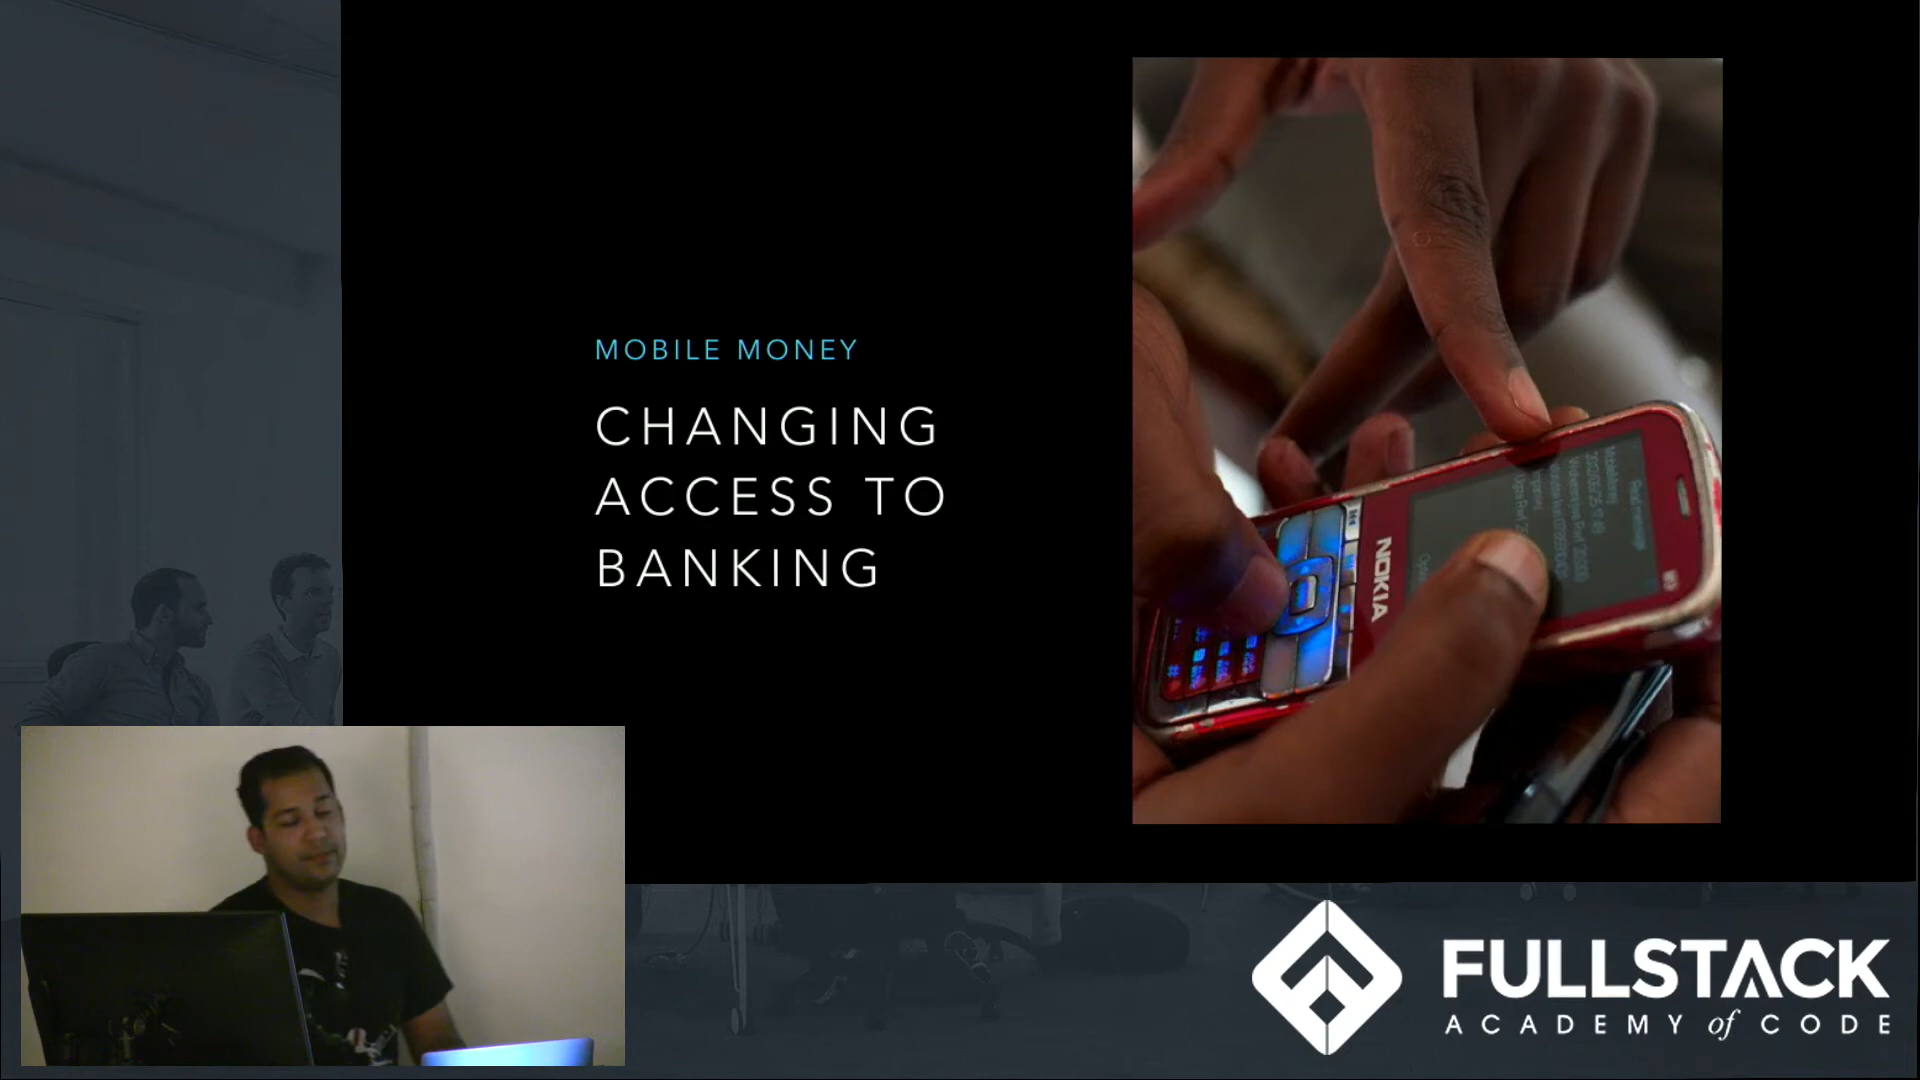 MOBILE MONEY
CHANGING
ACCESS TO
BANKING
NOKIA
FULLSTACK
ACADEMY of CODE